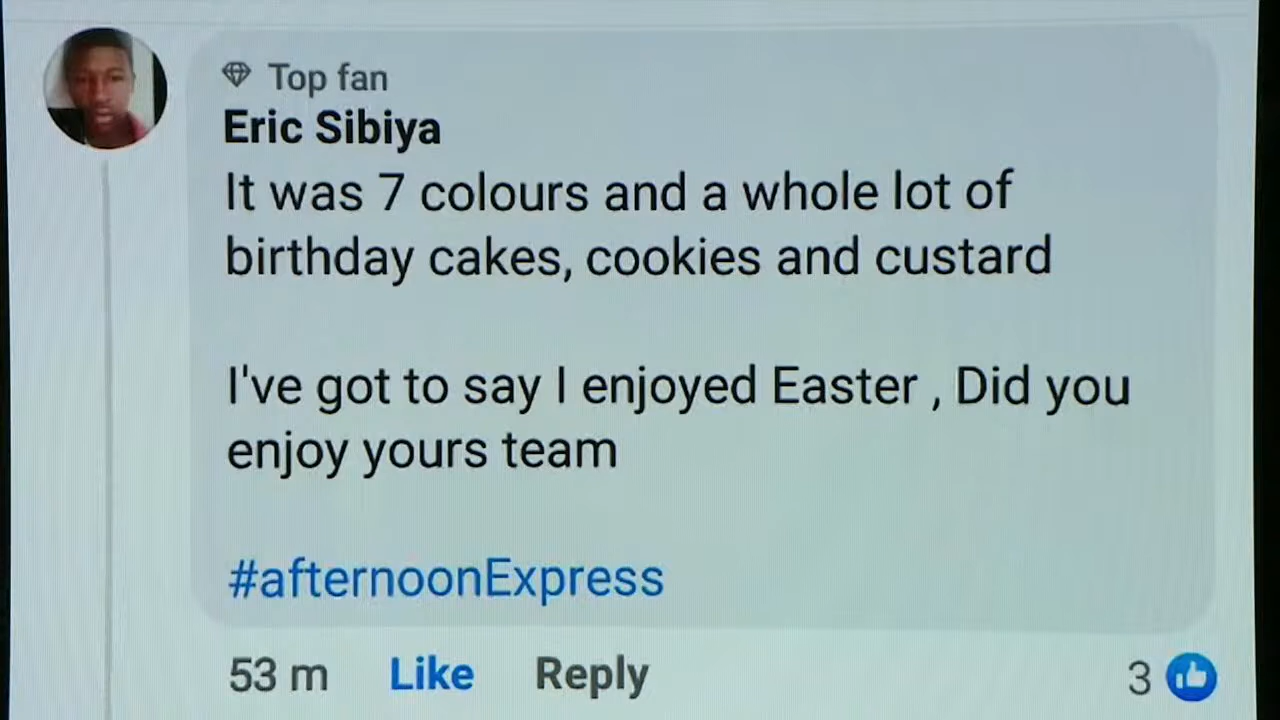 Top fan
Eric Sibiya
It was 7 colours and a whole lot of
birthday cakes, cookies and custard
I've got to say I enjoyed Easter , Did you
enjoy yours team
#afternoonExpress
53 m Like Reply 3